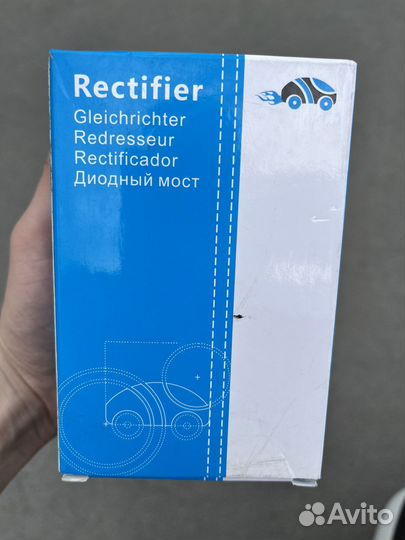 Rectifier
Gleichrichter
Redresseur
Rectificador
Диодный мост
Avito